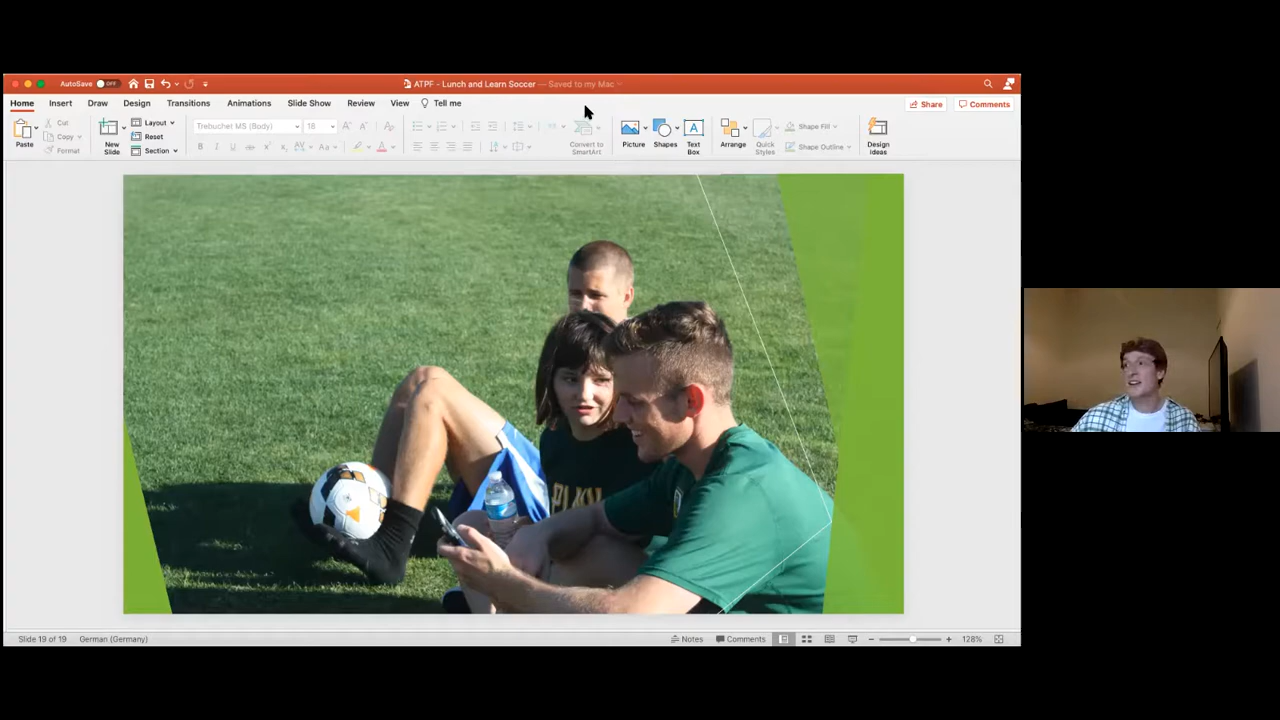 AutoSave OFF
ATPF - Lunch and Learn Soccer — Saved to my Mac
Home Insert Draw Design Transitions Animations Slide Show Review View Tell me
Share Comments
Paste
Cut
Copy
Format
New Slide
Layout
Reset
Section
Trebuchet MS (Body) 18
Convert to SmartArt
Picture
Shapes
Text Box
Arrange
Quick Styles
Shape Fill
Shape Outline
Design Ideas
Slide 19 of 19 German (Germany)
Notes Comments 128%